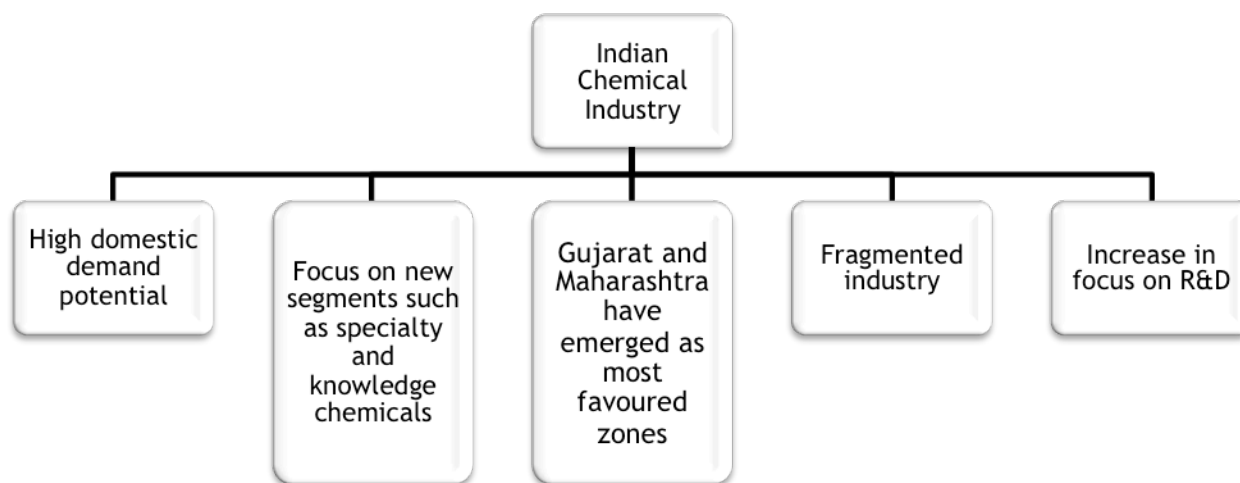 Indian
Chemical
Industry
High domestic
demand
potential
Focus on new
segments such
as specialty
and
knowledge
chemicals
Gujarat and
Maharashtra
have
emerged as
most
favoured
zones
Fragmented
industry
Increase in
focus on R&D